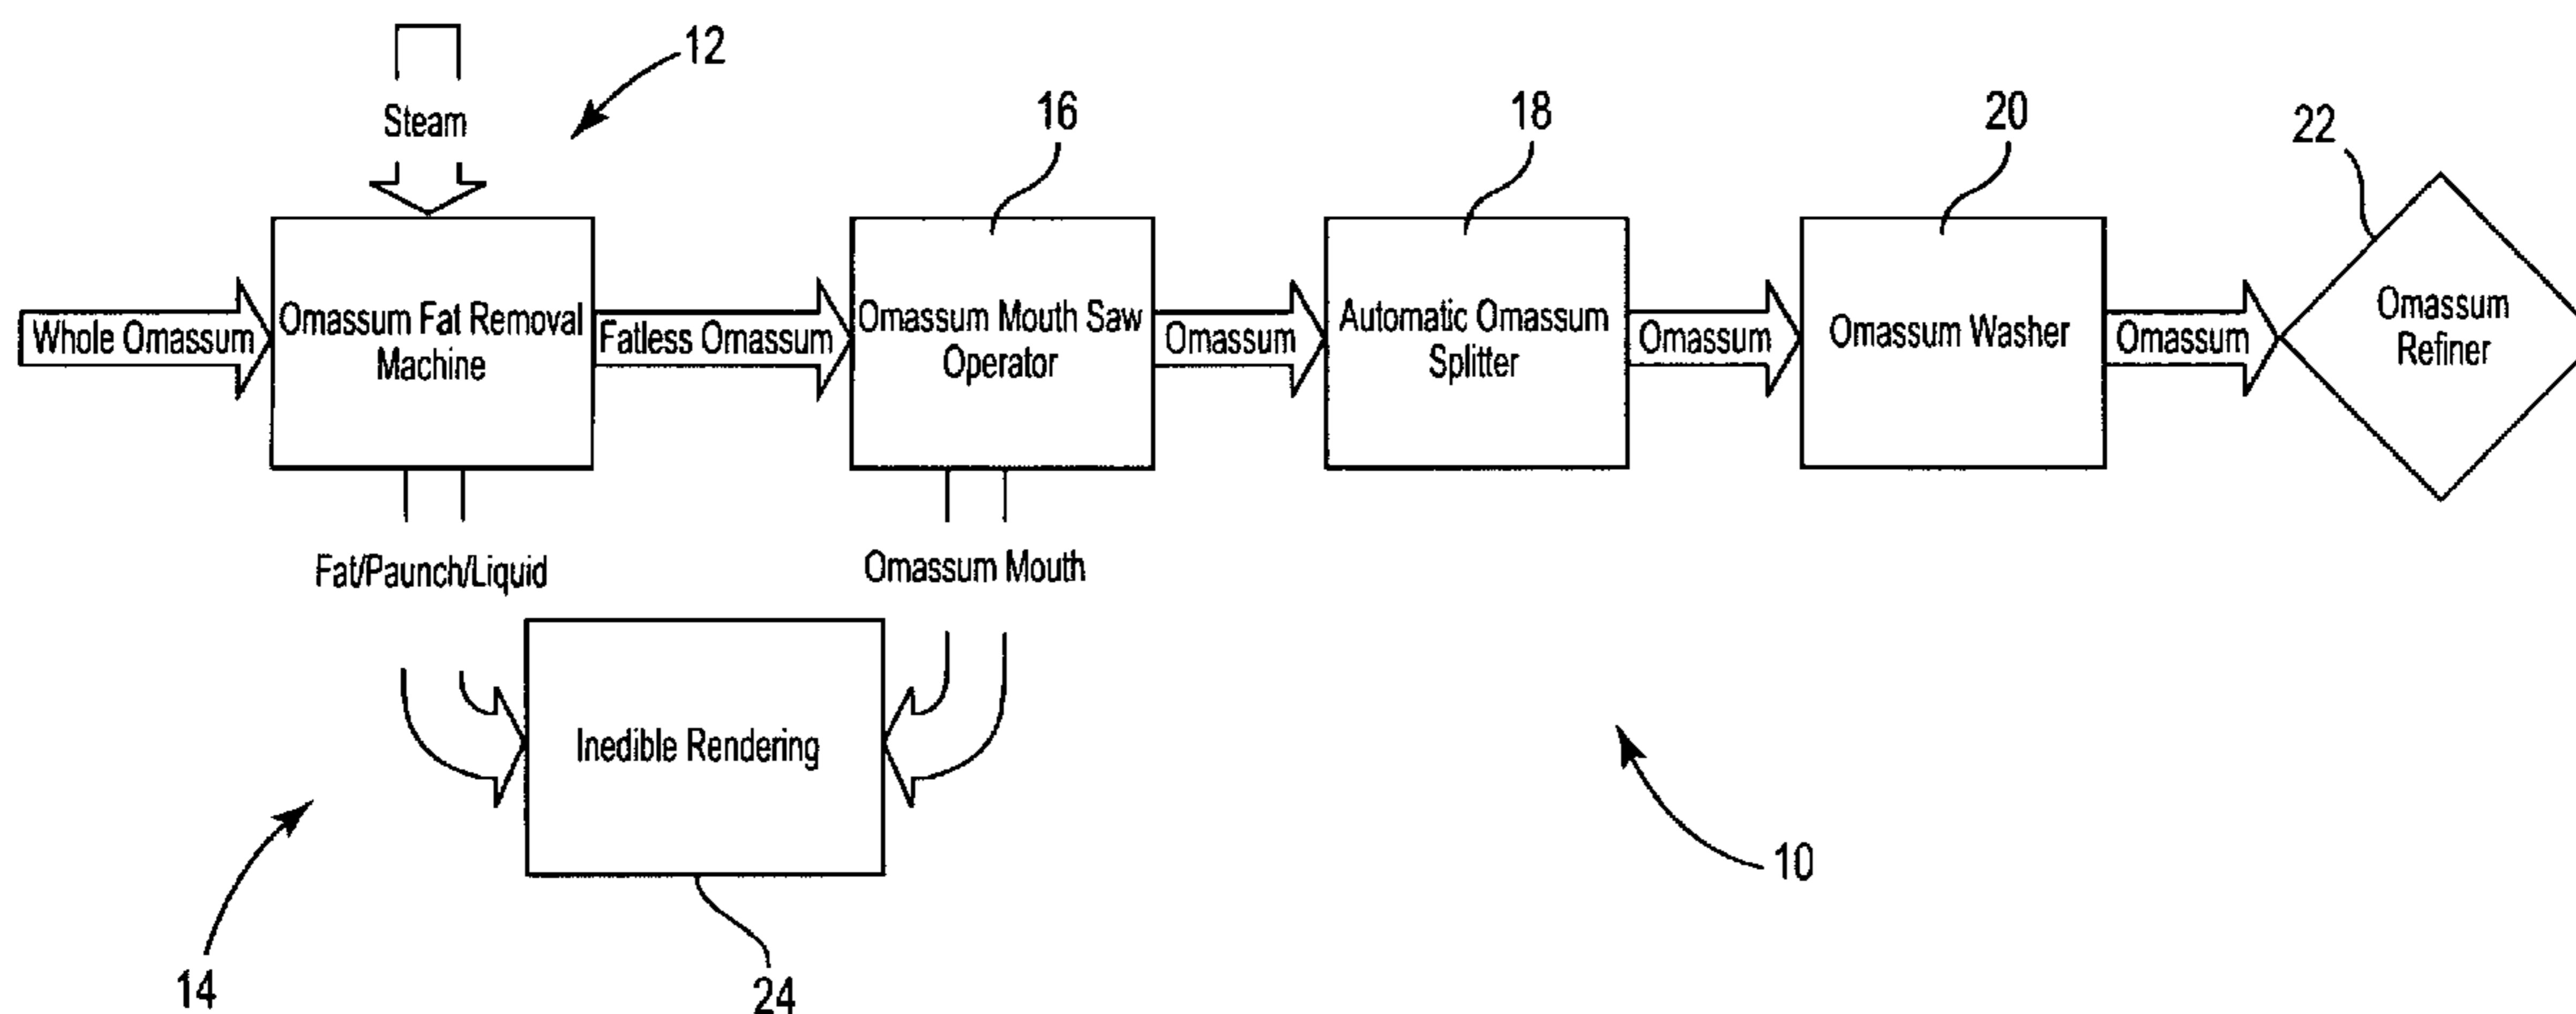 12
Steam
16
18
20
22
Whole Omassum
Omassum Fat Removal
Machine
Fatless Omassum
Omassum Mouth Saw
Operator
Omassum
Automatic Omassum
Splitter
Omassum
Omassum Washer
Omassum
Omassum
Refiner
Fat/Paunch/Liquid
Omassum Mouth
Inedible Rendering
10
14
24